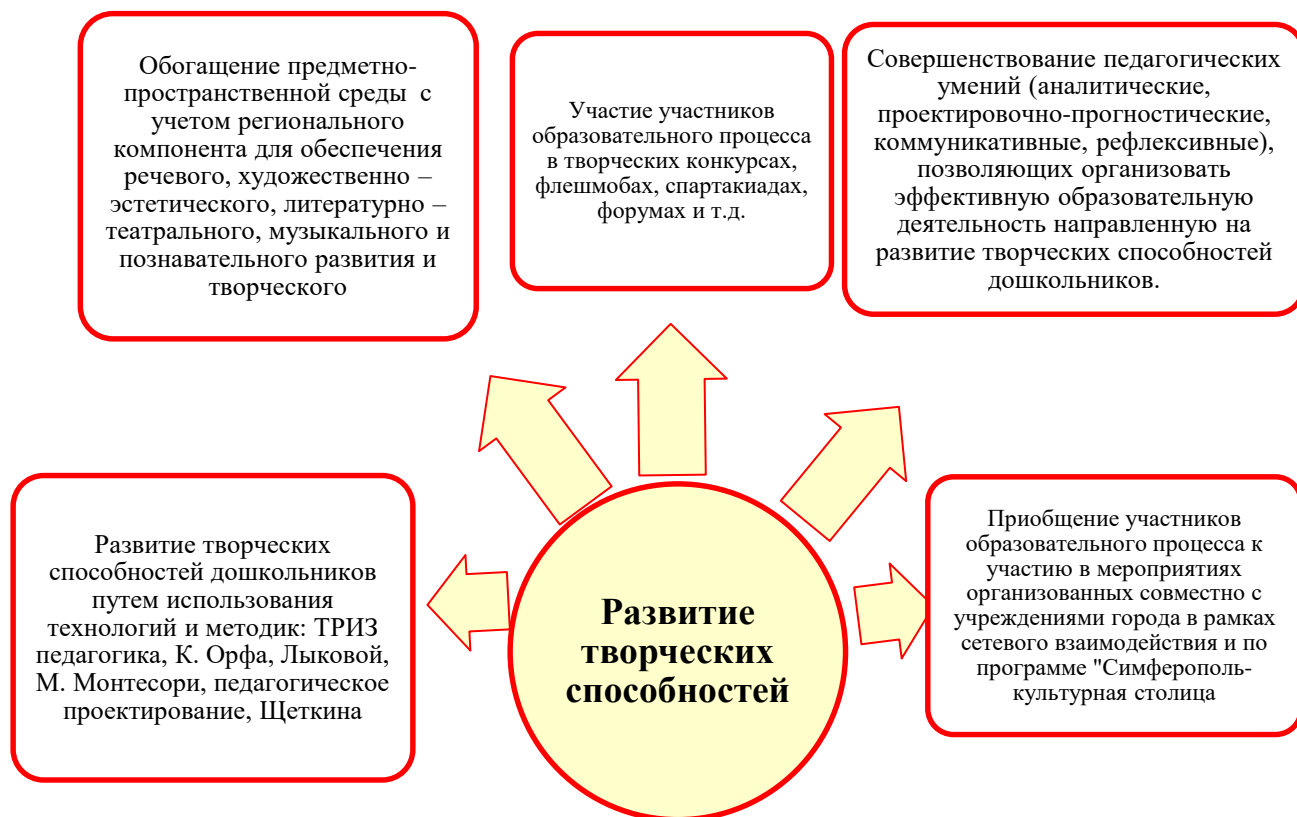 Обогащение предметно-
пространственной среды с
учетом регионального
компонента для обеспечения
речевого, художественно –
эстетического, литературно –
театрального, музыкального и
познавательного развития и
творческого
Участие участников
образовательного процесса
в творческих конкурсах,
флешмобах, спартакиадах,
форумах и т.д.
Совершенствование педагогических
умений (аналитические,
проектировочно-прогностические,
коммуникативные, рефлексивные),
позволяющих организовать
эффективную образовательную
деятельность направленную на
развитие творческих способностей
дошкольников.
Развитие творческих
способностей дошкольников
путем использования
технологий и методик: ТРИЗ
педагогика, К. Орфа, Лыковой,
М. Монтесори, педагогическое
проектирование, Щеткина
Развитие
творческих
способностей
Приобщение участников
образовательного процесса к
участию в мероприятиях
организованных совместно с
учреждениями города в рамках
сетевого взаимодействия и по
программе "Симферополь-
культурная столица